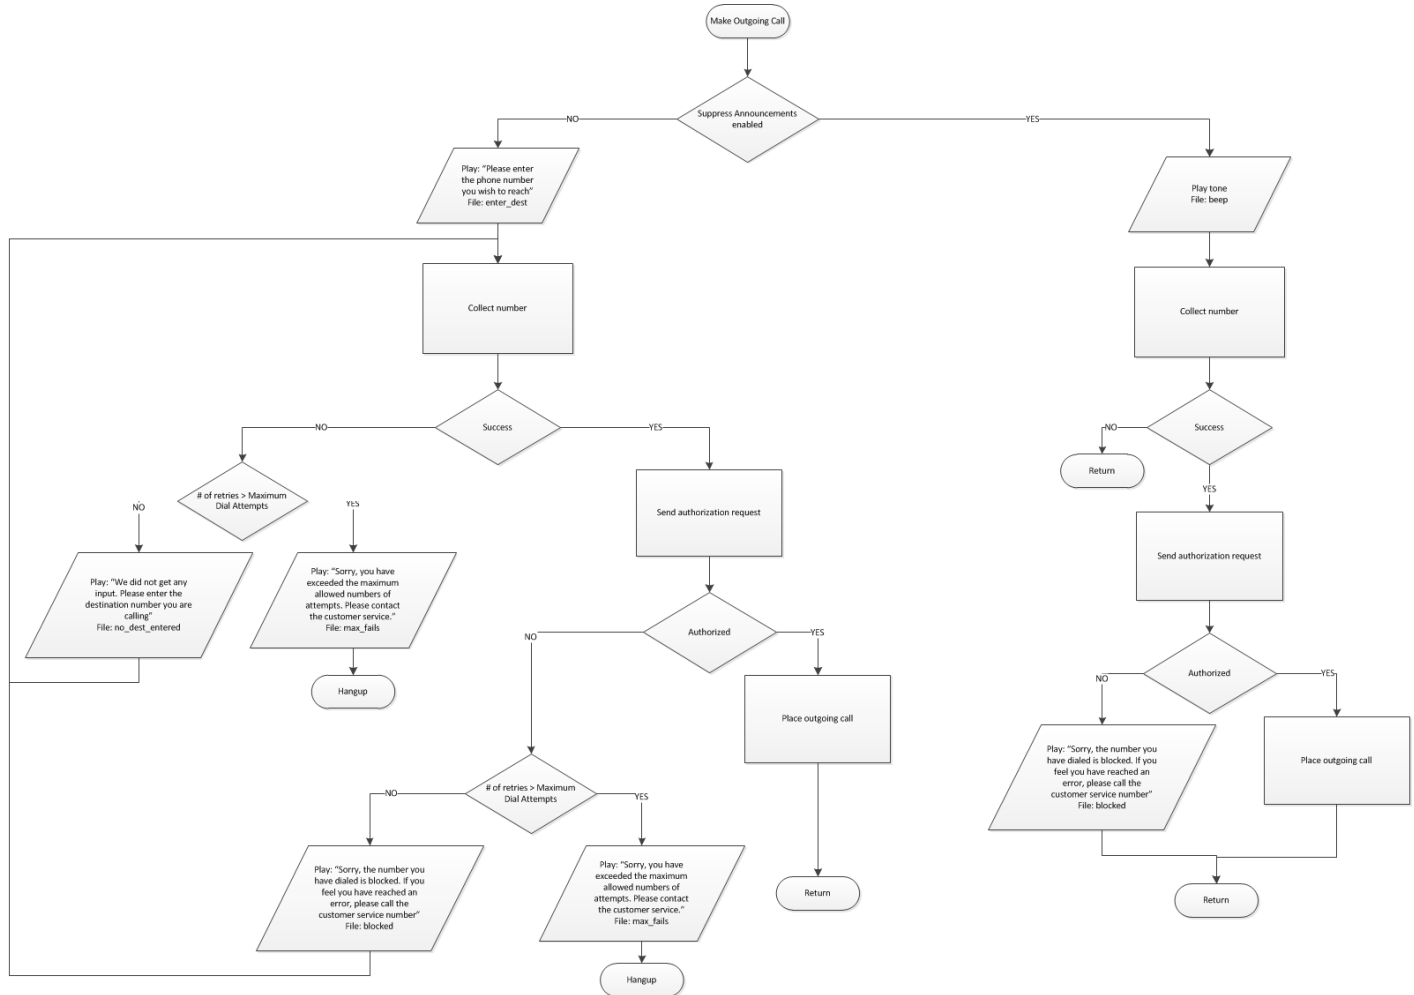 Make Outgoing Call
Suppress Announcements
enabled
NO
YES
Play: “Please enter
the phone number
you wish to reach”
File: enter_dest
Play tone
File: beep
Collect number
Collect number
Success
NO
YES
Success
NO
Return
YES
# of retries > Maximum
Dial Attempts
NO
YES
Send authorization request
Send authorization request
Play: “We did not get any
input. Please enter the
destination number you are
calling”
File: no_dest_entered
Play: “Sorry, you have
exceeded the maximum
allowed numbers of
attempts. Please contact
the customer service.”
File: max_fails
Hangup
Authorized
NO
YES
Place outgoing call
Authorized
NO
YES
Play: “Sorry, the number you
have dialed is blocked. If you
feel you have reached an
error, please call the
customer service number”
File: blocked
Place outgoing call
# of retries > Maximum
Dial Attempts
NO
YES
Play: “Sorry, the number you
have dialed is blocked. If you
feel you have reached an
error, please call the
customer service number”
File: blocked
Play: “Sorry, you have
exceeded the maximum
allowed numbers of
attempts. Please contact
the customer service.”
File: max_fails
Return
Return
Hangup